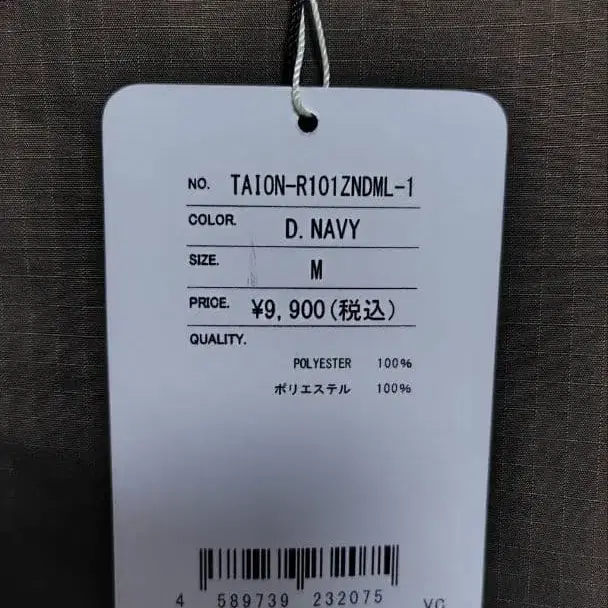 NO. TAION-R101ZNDML-1
COLOR. D.NAVY
SIZE. M
PRICE. ¥9,900(税込)
QUALITY.
POLYESTER 100%
ポリエステル 100%
4 589739 232075